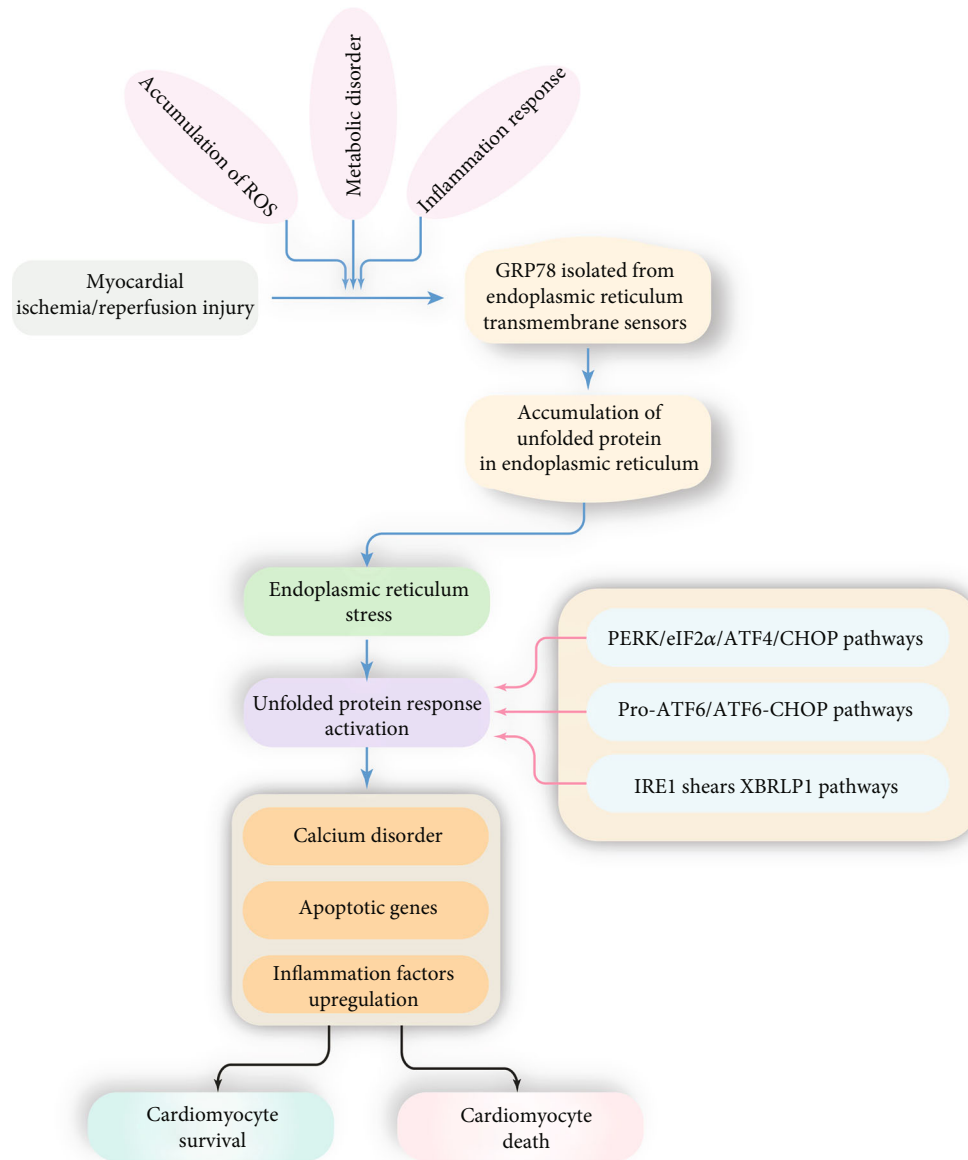 Accumulation of ROS
Metabolic disorder
Inflammation response
Myocardial
ischemia/reperfusion injury
GRP78 isolated from
endoplasmic reticulum
transmembrane sensors
Accumulation of
unfolded protein
in endoplasmic reticulum
Endoplasmic reticulum
stress
PERK/eIF2α/ATF4/CHOP pathways
Unfolded protein response
activation
Pro-ATF6/ATF6-CHOP pathways
IRE1 shears XBRLP1 pathways
Calcium disorder
Apoptotic genes
Inflammation factors
upregulation
Cardiomyocyte
survival
Cardiomyocyte
death